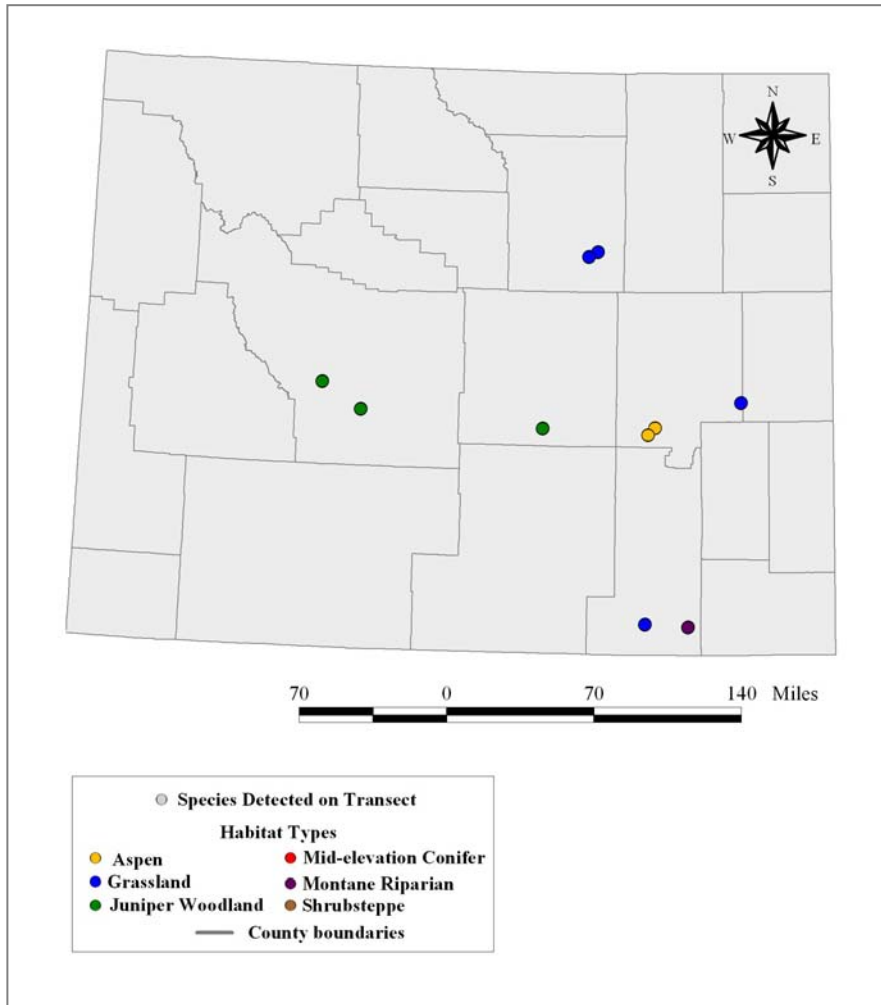 N
W E
S
70 0 70 140 Miles
Species Detected on Transect
Habitat Types
Aspen Mid-elevation Conifer
Grassland Montane Riparian
Juniper Woodland Shrubsteppe
County boundaries